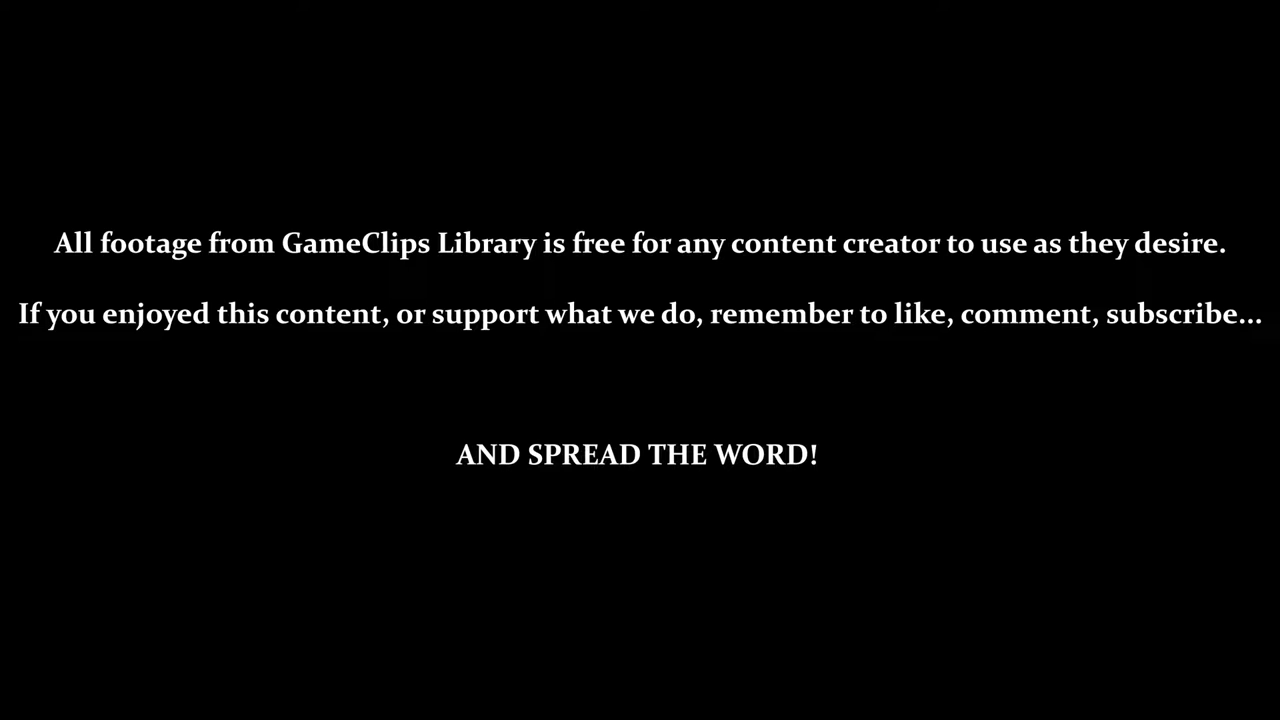 All footage from GameClips Library is free for any content creator to use as they desire.
If you enjoyed this content, or support what we do, remember to like, comment, subscribe...
AND SPREAD THE WORD!